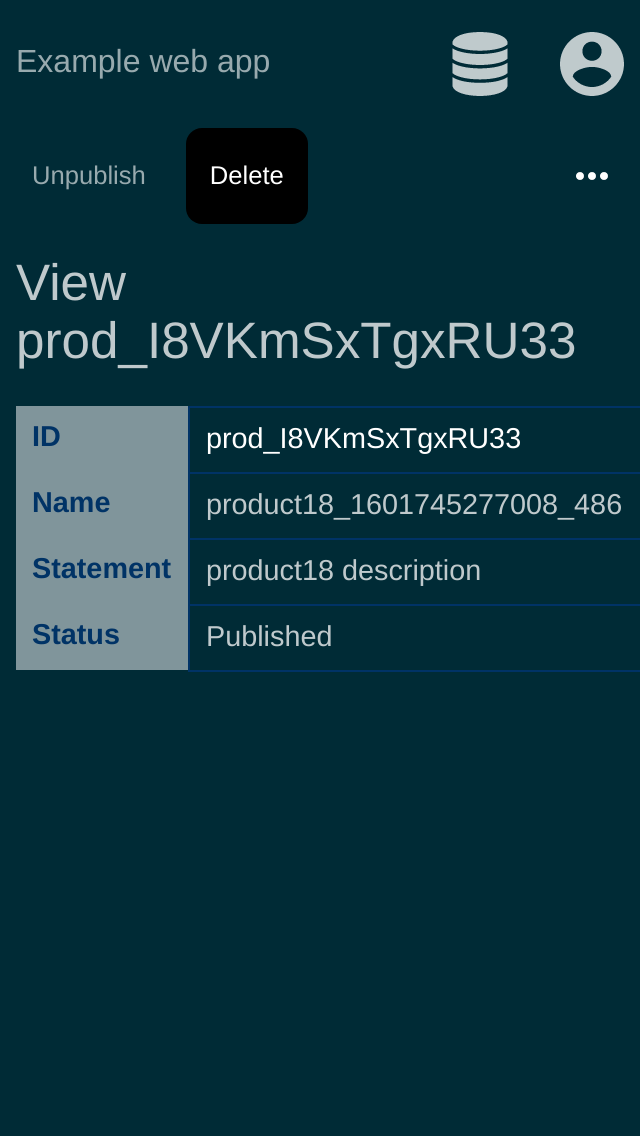 Example web app
Unpublish Delete
View
prod_I8VKmSxTgxRU33
ID prod_I8VKmSxTgxRU33
Name product18_1601745277008_486
Statement product18 description
Status Published